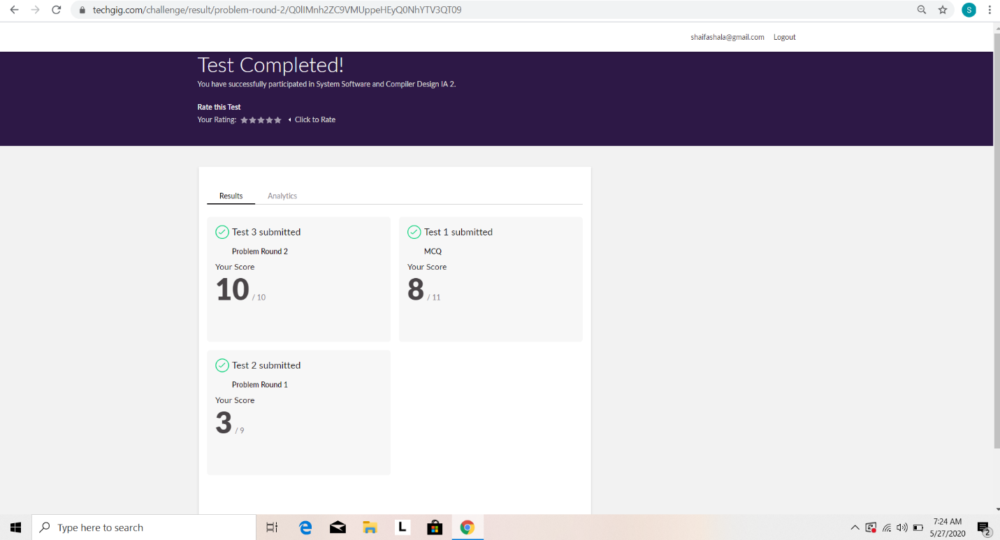 techgig.com/challenge/result/problem-round-2/Q0lIMnh2ZC9VMUppeHEyQ0NhYTV3QT09
S
shaifashala@gmail.com Logout
Test Completed!
You have successfully participated in System Software and Compiler Design IA 2.
Rate this Test
Your Rating: Click to Rate
Results Analytics
Test 3 submitted
Problem Round 2
Your Score
10 / 10
Test 1 submitted
MCQ
Your Score
8 / 11
Test 2 submitted
Problem Round 1
Your Score
3 / 9
Type here to search
L
7:24 AM
5/27/2020
2